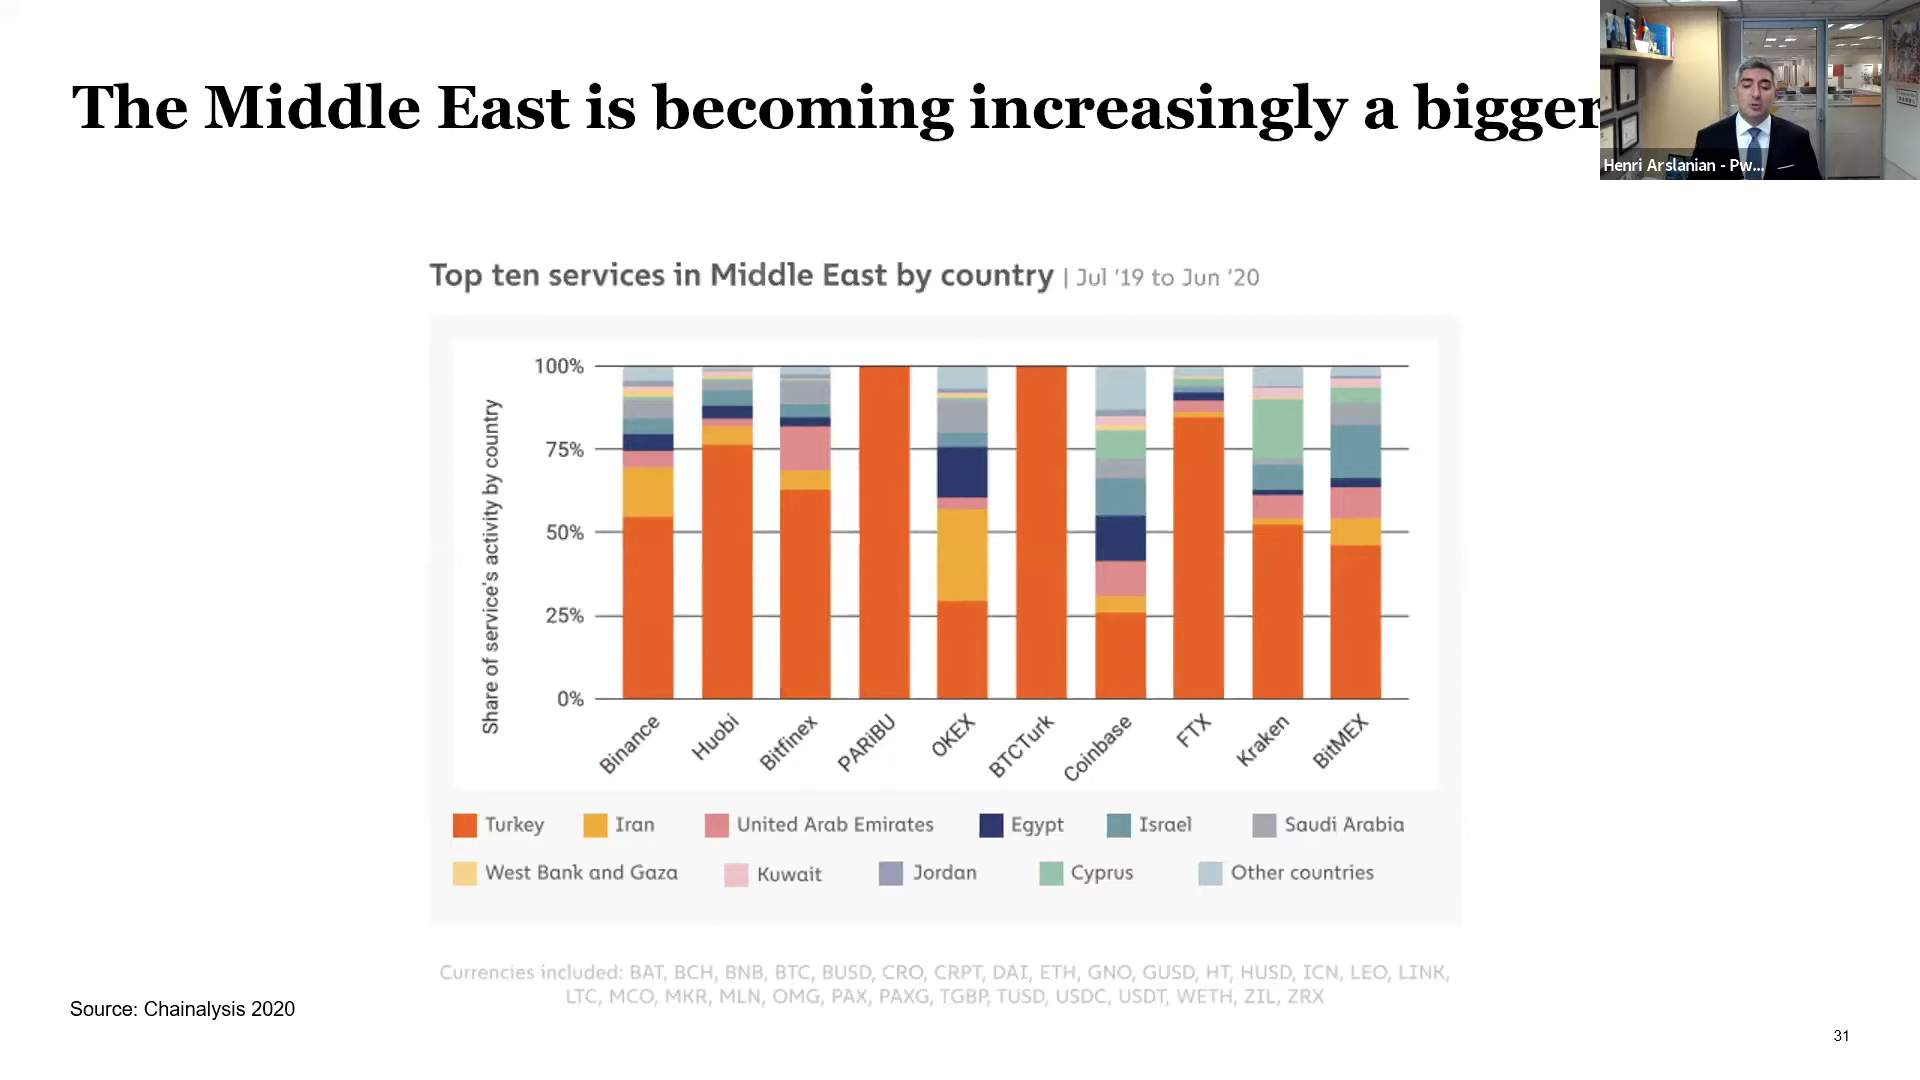 The Middle East is becoming increasingly a bigger
Henri Arslanian - Pw...
Top ten services in Middle East by country | Jul '19 to Jun '20
Share of service's activity by country
100%
75%
50%
25%
0%
Binance
Huobi
Bitfinex
PARiBU
OKEX
BTCTurk
Coinbase
FTX
Kraken
BitMEX
Turkey Iran United Arab Emirates Egypt Israel Saudi Arabia
West Bank and Gaza Kuwait Jordan Cyprus Other countries
Currencies included: BAT, BCH, BNB, BTC, BUSD, CRO, CRPT, DAI, ETH, GNO, GUSD, HT, HUSD, ICN, LEO, LINK,
LTC, MCO, MKR, MLN, OMG, PAX, PAXG, TGBP, TUSD, USDC, USDT, WETH, ZIL, ZRX
Source: Chainalysis 2020
31